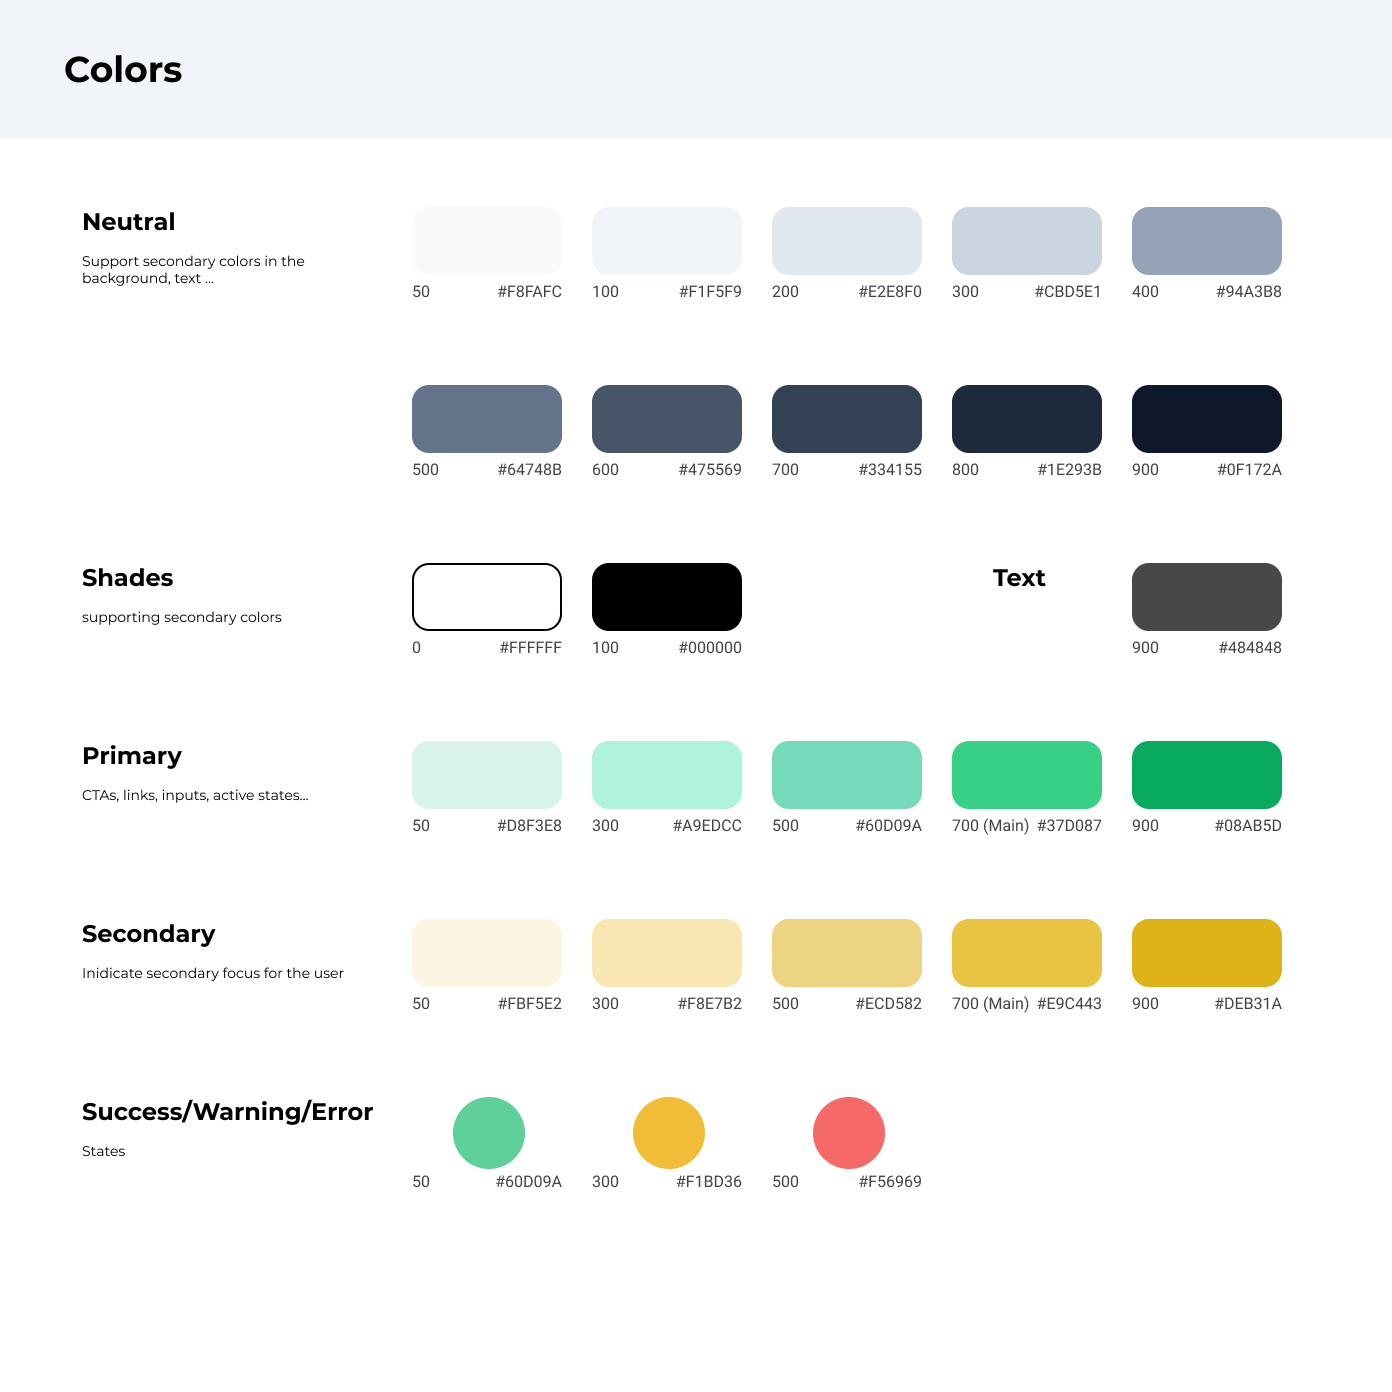 Colors
Neutral
Support secondary colors in the
background, text ...
50 #F8FAFC 100 #F1F5F9 200 #E2E8F0 300 #CBD5E1 400 #94A3B8
500 #64748B 600 #475569 700 #334155 800 #1E293B 900 #0F172A
Shades
supporting secondary colors
0 #FFFFFF 100 #000000
Text
900 #484848
Primary
CTAs, links, inputs, active states...
50 #D8F3E8 300 #A9EDCC 500 #60D09A 700 (Main) #37D087 900 #08AB5D
Secondary
Inidicate secondary focus for the user
50 #FBF5E2 300 #F8E7B2 500 #ECD582 700 (Main) #E9C443 900 #DEB31A
Success/Warning/Error
States
50 #60D09A 300 #F1BD36 500 #F56969